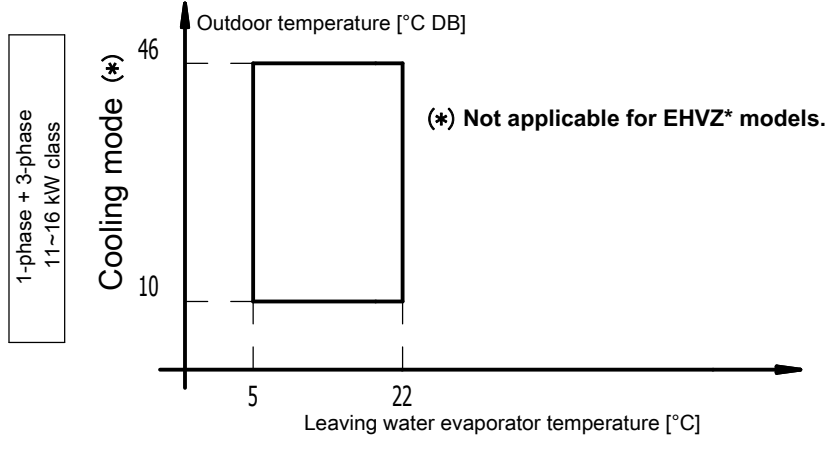 Outdoor temperature [°C DB]
1-phase + 3-phase
11~16 kW class
Cooling mode (*)
46
(*) Not applicable for EHVZ* models.
10
5
22
Leaving water evaporator temperature [°C]